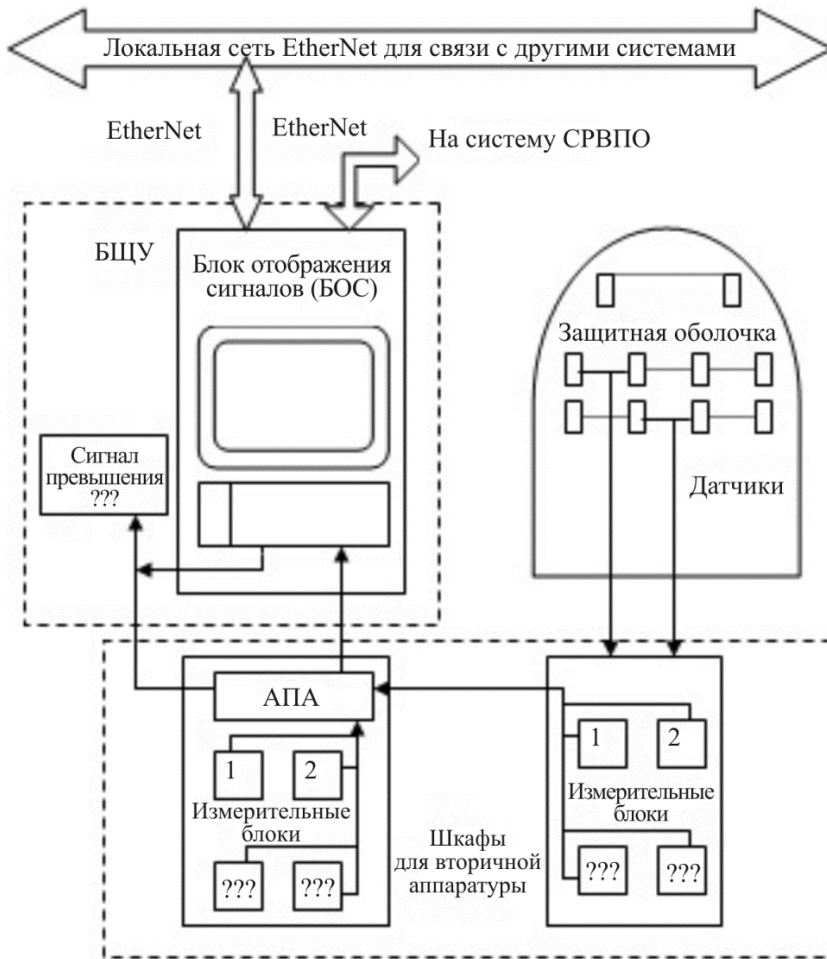 Локальная сеть EtherNet для связи с другими системами
EtherNet
EtherNet
На систему СРВПО
БЩУ
Блок отображения
сигналов (БОС)
Защитная оболочка
Сигнал
превышения
???
Датчики
АПА
1
2
Измерительные
блоки
???
???
Шкафы
для вторичной
аппаратуры
1
2
Измерительные
блоки
???
???